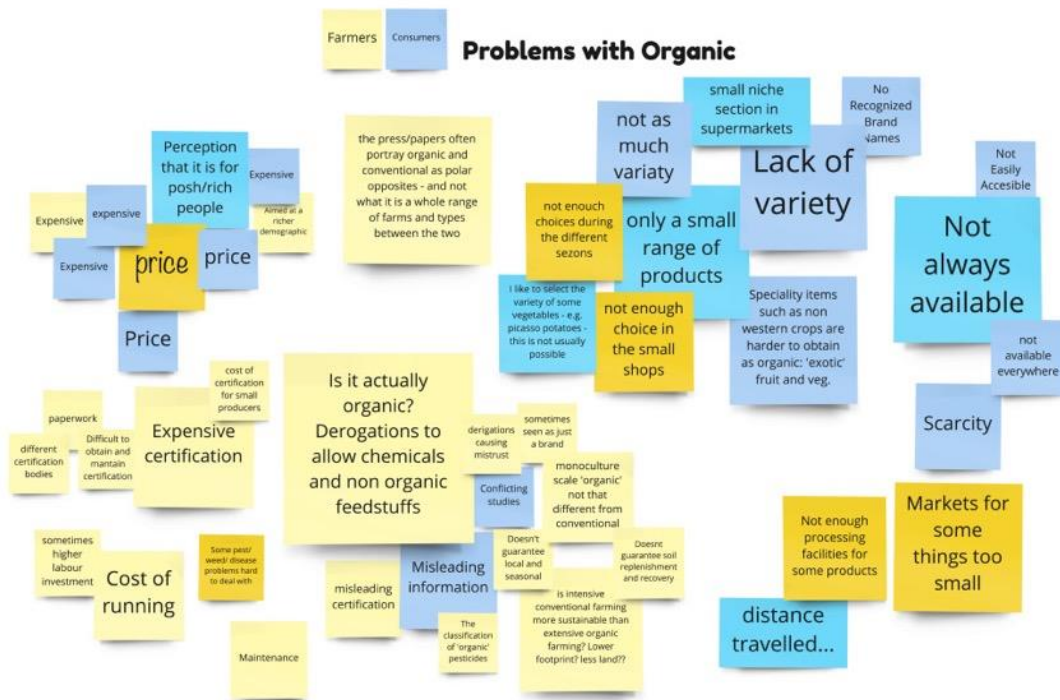 Farmers
Consumers
Problems with Organic
Perception
that it is for
posh/rich
people
Expensive
Expensive
expensive
Aimed at a
richer
demographic
Expensive
price
price
Price
the press/papers often
portray organic and
conventional as polar
opposites - and not
what it is a whole range
of farms and types
between the two
small niche
section in
supermarkets
No
Recognized
Brand
Names
not as
much
variaty
Lack of
variety
not enouch
choices during
the different
sezons
only a small
range of
products
I like to select the
variety of some
vegetables - e.g.
picasso potatoes -
this is not usually
possible
not enough
choice in
the small
shops
Speciality items
such as non
western crops are
harder to obtain
as organic: 'exotic'
fruit and veg.
Not
Easily
Accesible
Not
always
available
not
available
everywhere
Scarcity
cost of
certification
for small
producers
paperwork
Expensive
certification
different
certification
bodies
Difficult to
obtain and
mantain
certification
Is it actually
organic?
Derogations to
allow chemicals
and non organic
feedstuffs
derigations
causing
mistrust
sometimes
seen as just
a brand
Conflicting
studies
monoculture
scale 'organic'
not that
different from
conventional
sometimes
higher
labour
investment
Cost of
running
Some past/
weed/ disease
problems hard
to deal with
Maintenance
misleading
certification
Misleading
information
The
classification
of 'organic'
pesticides
Doesn't
guarantee
local and
seasonal
Doesnt
guarantee soil
replenishment
and recovery
is intensive
conventional farming
more sustainable than
extensive organic
farming? Lower
footprint? less land??
Not enough
processing
facilities for
some products
Markets for
some
things too
small
distance
travelled...